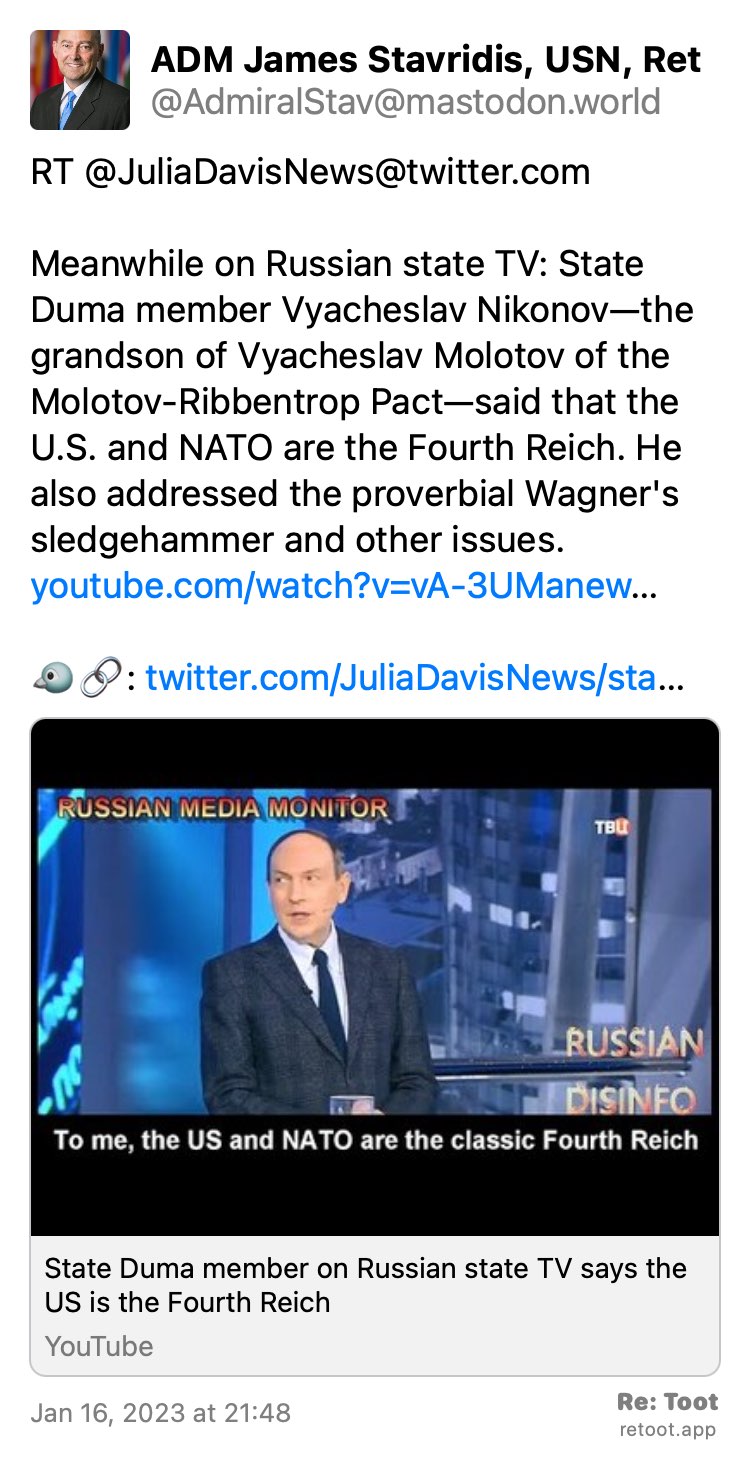 ADM James Stavridis, USN, Ret
@AdmiralStav@mastodon.world
RT @JuliaDavisNews@twitter.com
Meanwhile on Russian state TV: State
Duma member Vyacheslav Nikonov—the
grandson of Vyacheslav Molotov of the
Molotov-Ribbentrop Pact—said that the
U.S. and NATO are the Fourth Reich. He
also addressed the proverbial Wagner's
sledgehammer and other issues.
youtube.com/watch?v=vA-3UManew...
🐦🔗: twitter.com/JuliaDavisNews/sta...
RUSSIAN MEDIA MONITOR
ТВЦ
RUSSIAN
DISINFO
To me, the US and NATO are the classic Fourth Reich
State Duma member on Russian state TV says the
US is the Fourth Reich
YouTube
Jan 16, 2023 at 21:48
Re: Toot
retoot.app